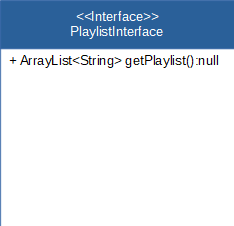 <<Interface>>
PlaylistInterface
+ ArrayList<String> getPlaylist():null